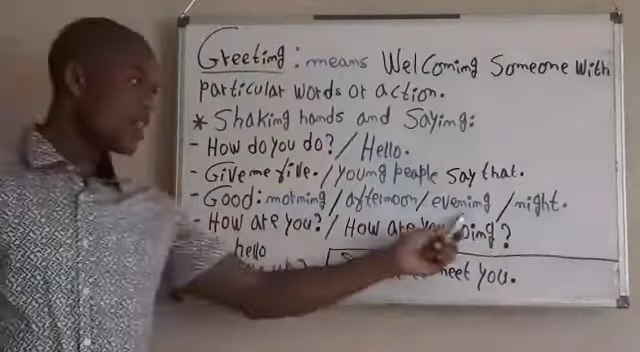 Greeting: means Welcoming Someone With
particular words or action.
* Shaking hands and Saying:
- How do you do? / Hello.
- Give me five. / young people say that.
- Good: morning / afternoon / evening / night.
- How are you? / How are you doing?
hello
to meet you.